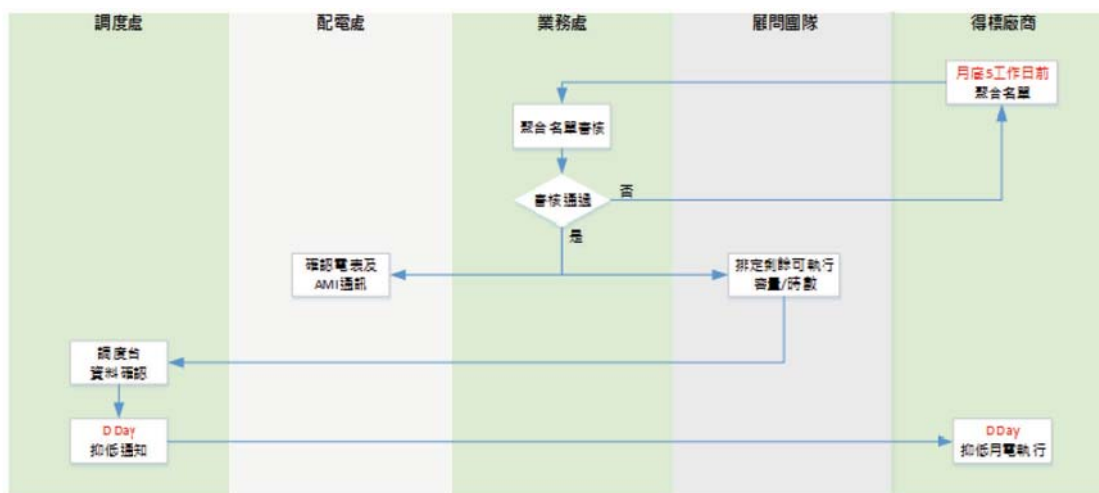 調度處
配電處
業務處
顧問團隊
得標廠商
月底5工作日前
聚合名單
聚合名單審核
審核通過
否
是
確認電表及
AMI通訊
排定剩餘可執行
容量/時數
調度台
資料確認
D Day
抑低通知
D Day
抑低用電執行